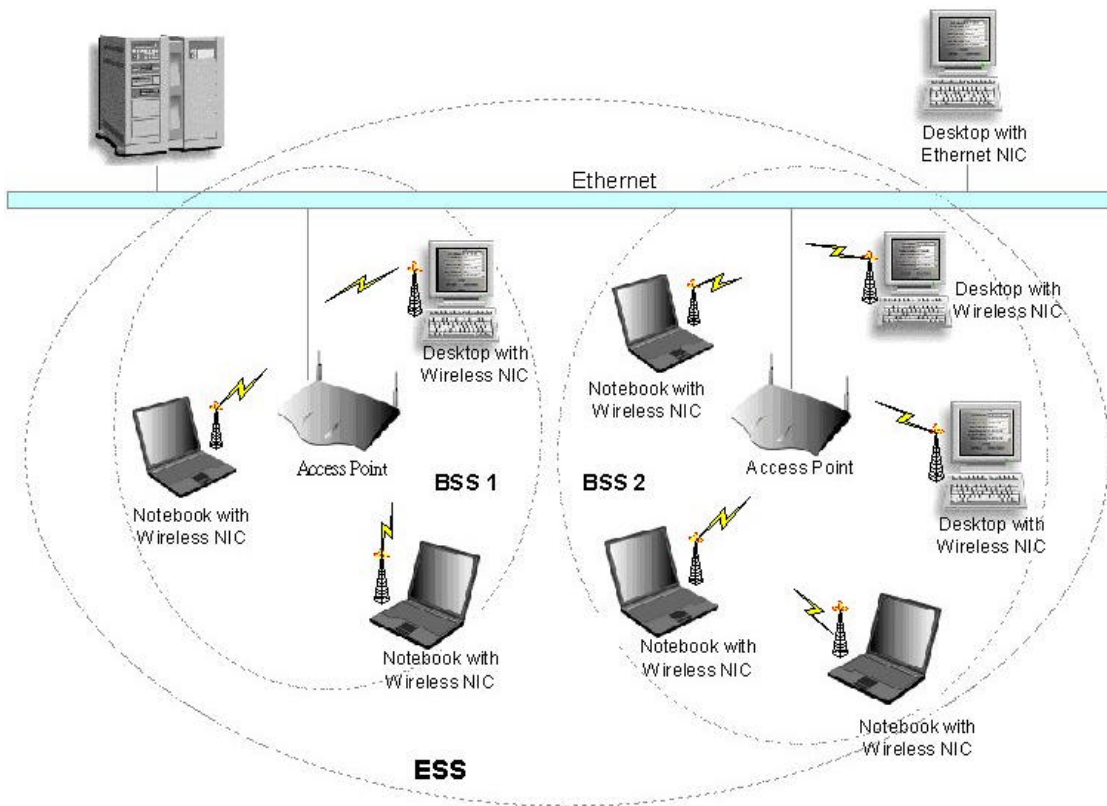 Desktop with
Ethernet NIC
Ethernet
Desktop with
Wireless NIC
Desktop with
Wireless NIC
Notebook with
Wireless NIC
Access Point
BSS 1
BSS 2
Access Point
Notebook with
Wireless NIC
Desktop with
Wireless NIC
Notebook with
Wireless NIC
Notebook with
Wireless NIC
Notebook with
Wireless NIC
ESS